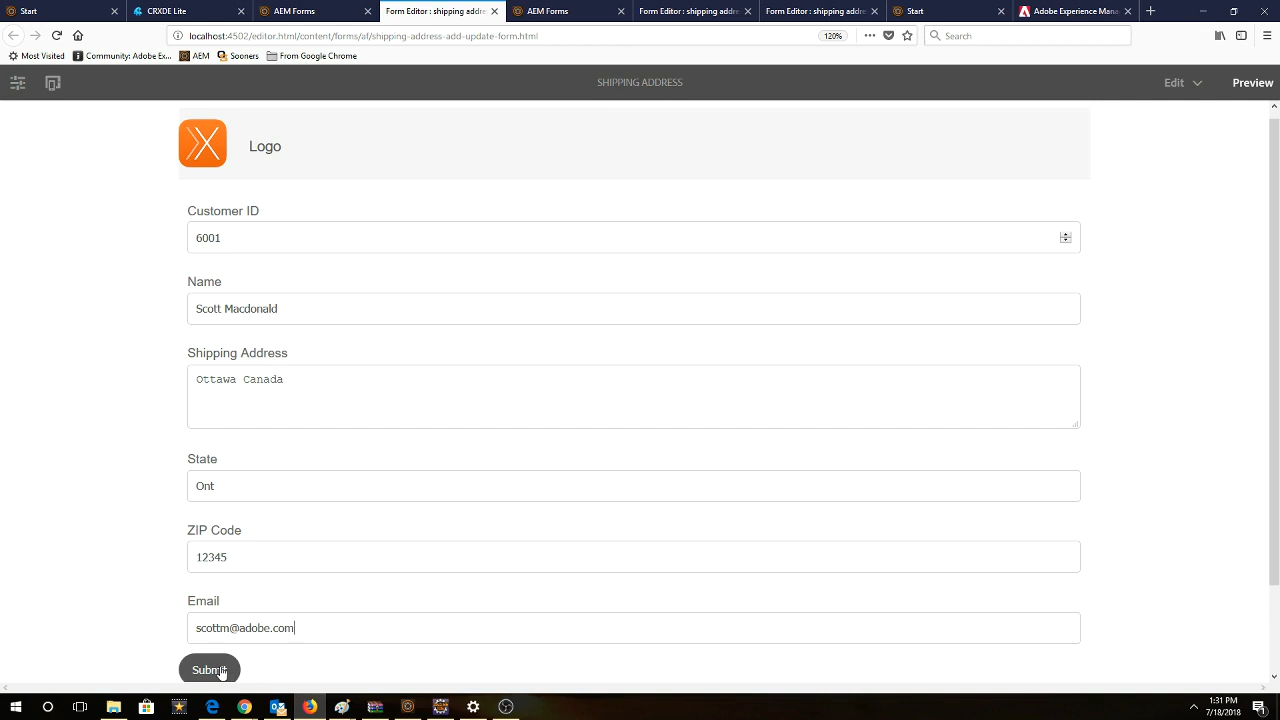 Start
CRXDE Lite
AEM Forms
Form Editor : shipping addre
AEM Forms
Form Editor : shipping addr
Form Editor : shipping addr
Start
Adobe Experience Mana
localhost:4502/editor.html/content/forms/af/shipping-address-add-update-form.html
120%
Search
Most Visited
Community: Adobe Ex...
AEM
Sooners
From Google Chrome
SHIPPING ADDRESS
Edit
Preview
Logo
Customer ID
6001
Name
Scott Macdonald
Shipping Address
Ottawa Canada
State
Ont
ZIP Code
12345
Email
scottm@adobe.com
Submit
1:31 PM
7/18/2018